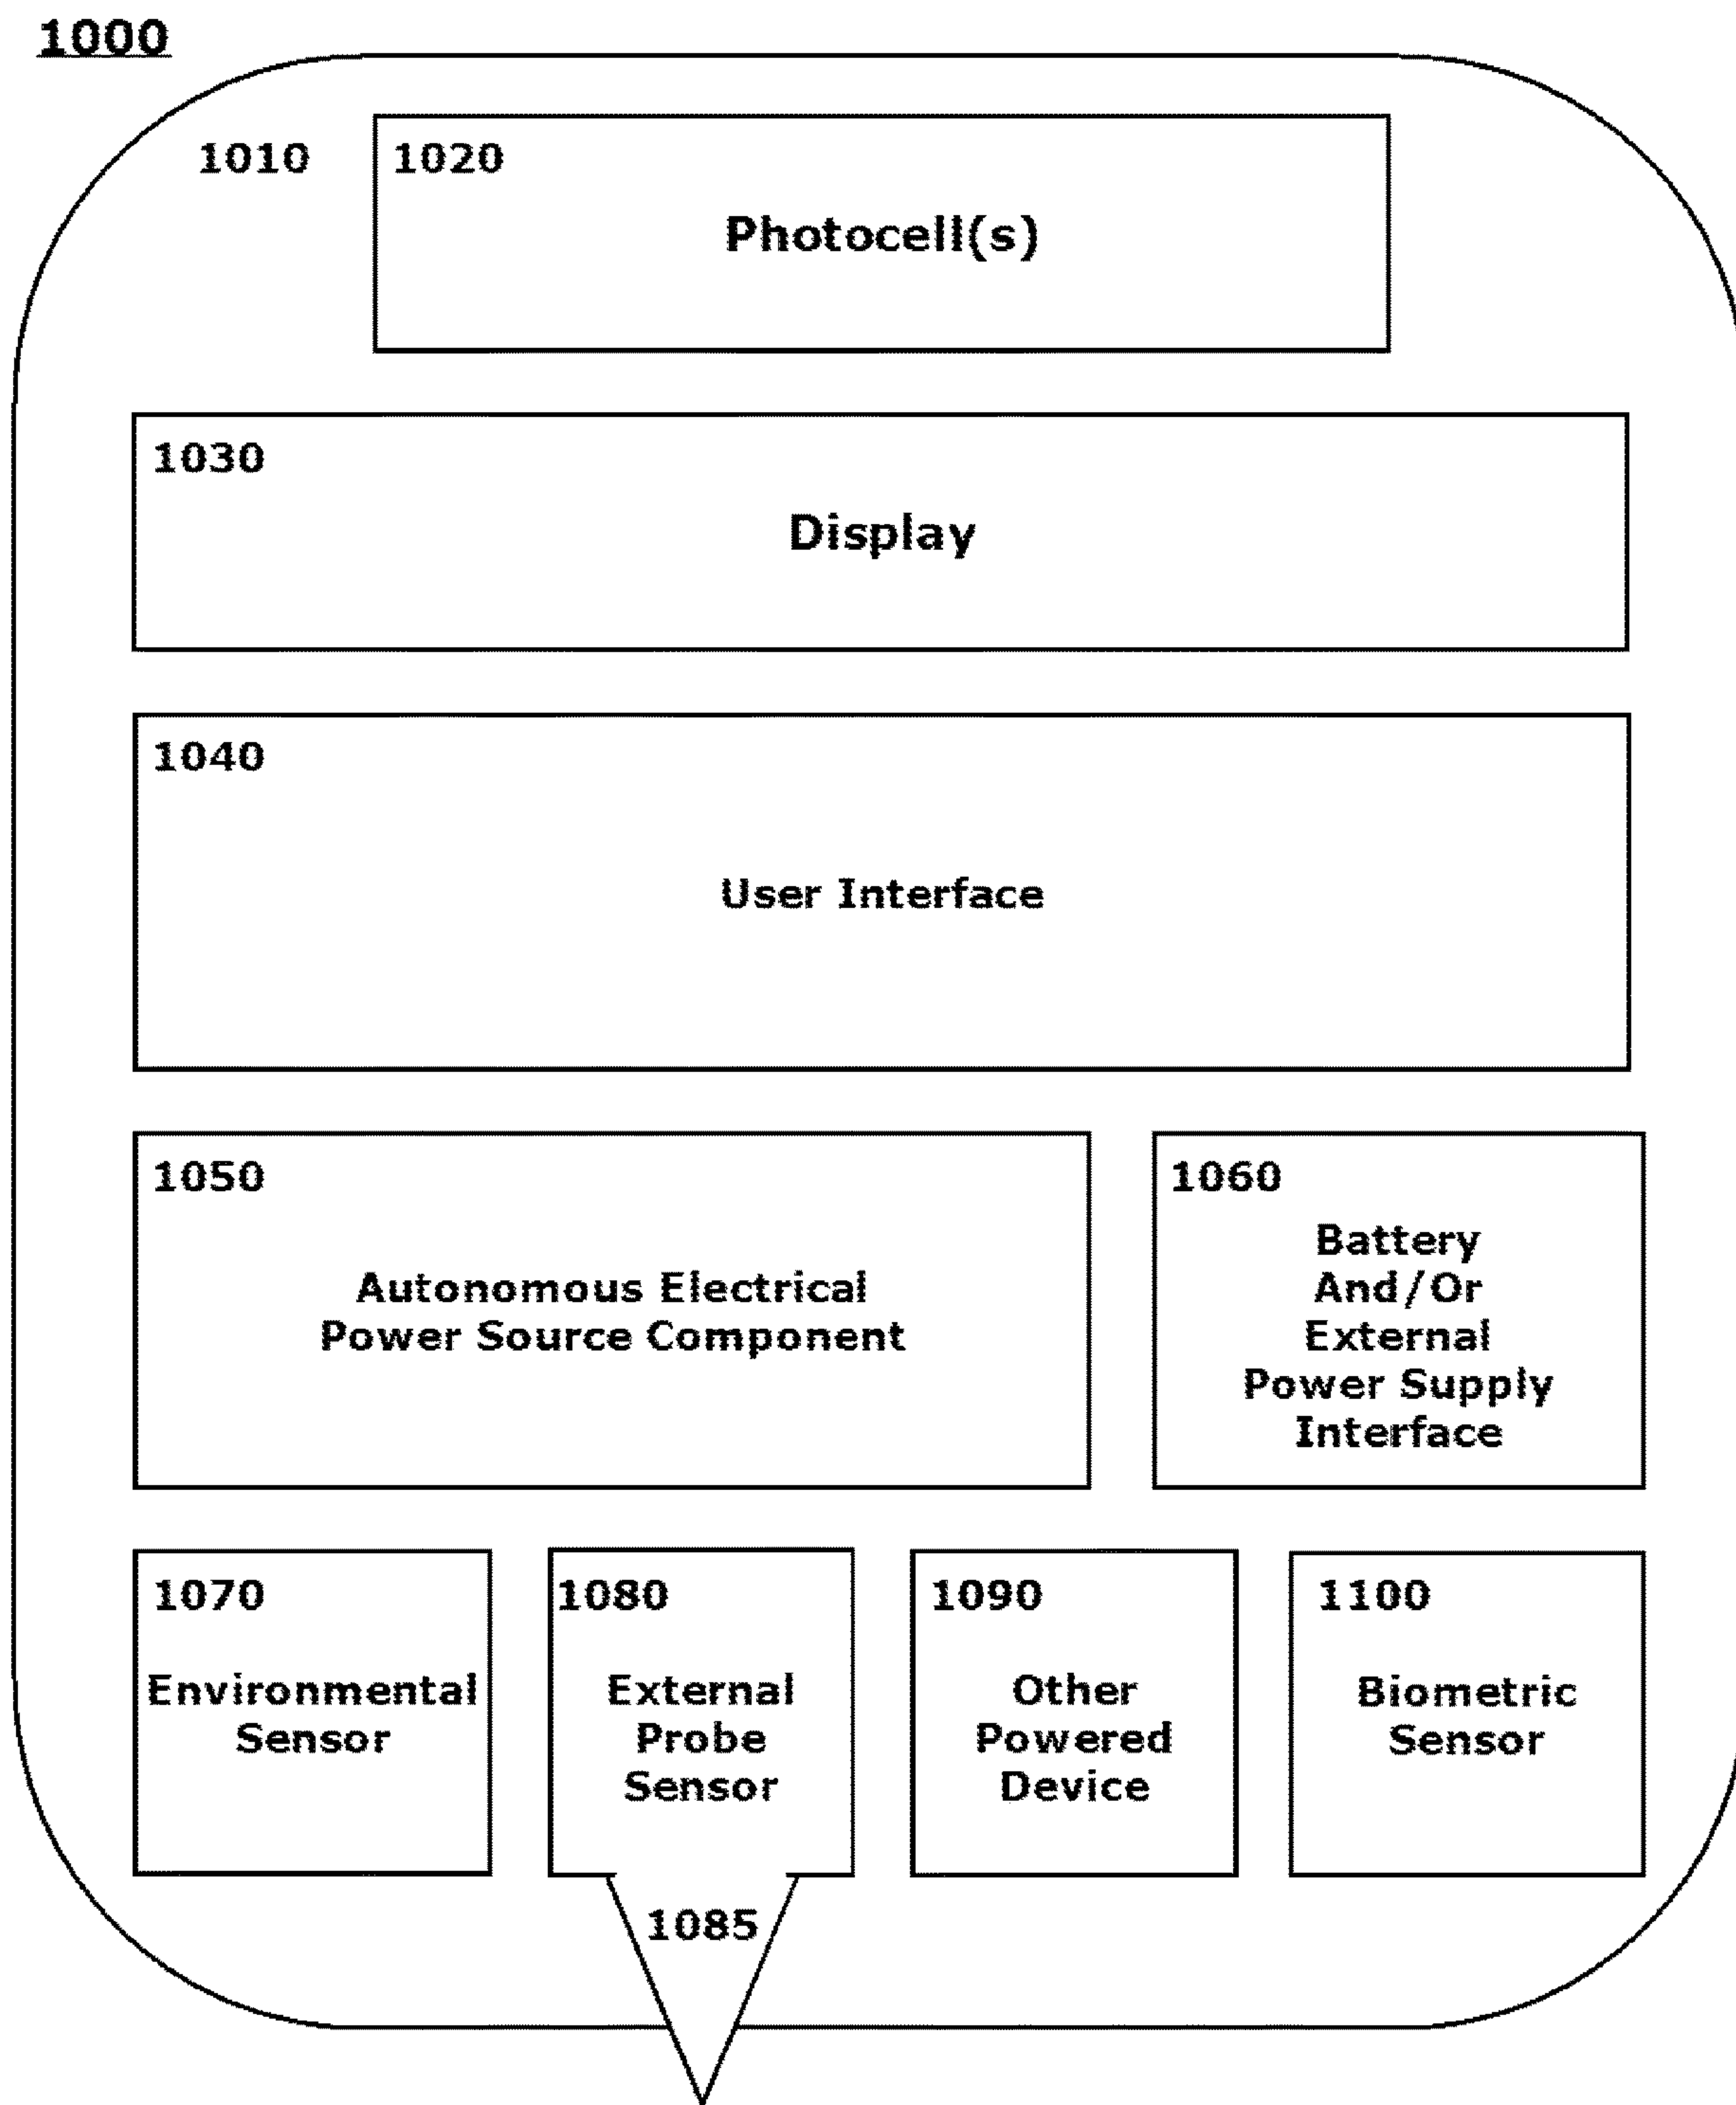 1000
1010
1020
Photocell(s)
1030
Display
1040
User Interface
1050
Autonomous Electrical
Power Source Component
1060
Battery
And/Or
External
Power Supply
Interface
1070
Environmental
Sensor
1080
External
Probe
Sensor
1085
1090
Other
Powered
Device
1100
Biometric
Sensor